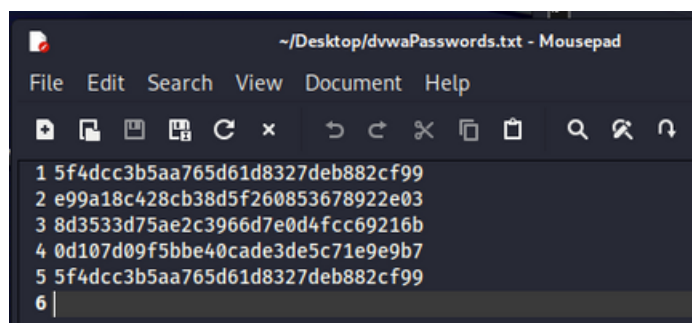 ~/Desktop/dvwaPasswords.txt - Mousepad
File Edit Search View Document Help
1 5f4dcc3b5aa765d61d8327deb882cf99
2 e99a18c428cb38d5f260853678922e03
3 8d3533d75ae2c3966d7e0d4fcc69216b
4 0d107d09f5bbe40cade3de5c71e9e9b7
5 5f4dcc3b5aa765d61d8327deb882cf99
6